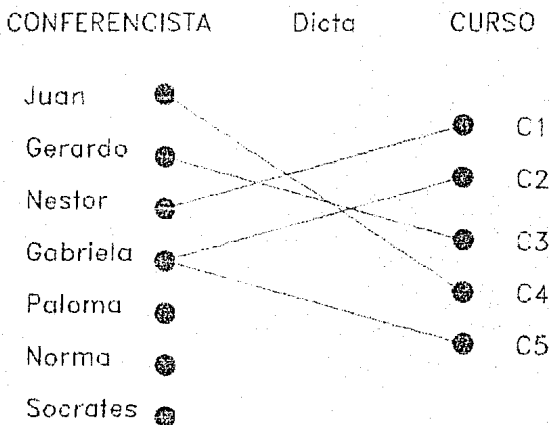 CONFERENCISTA Dicta CURSO
Juan
Gerardo
Nestor
Gabriela
Paloma
Norma
Socrates
C1
C2
C3
C4
C5